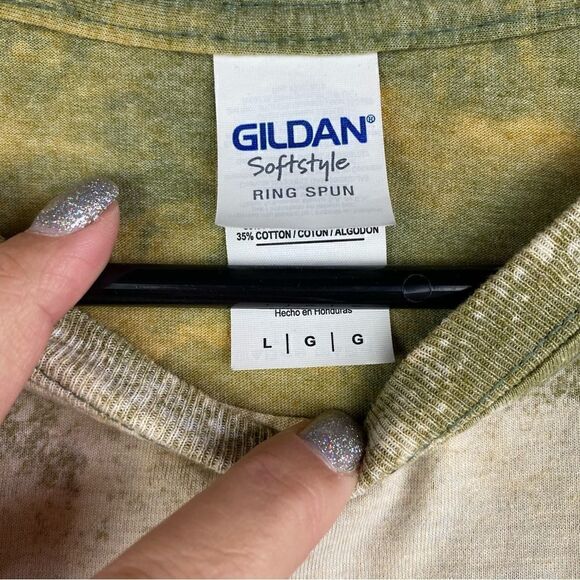 GILDAN®
Softstyle
RING SPUN
35% COTTON / COTON / ALGODON
Hecho en Honduras
L | G | G